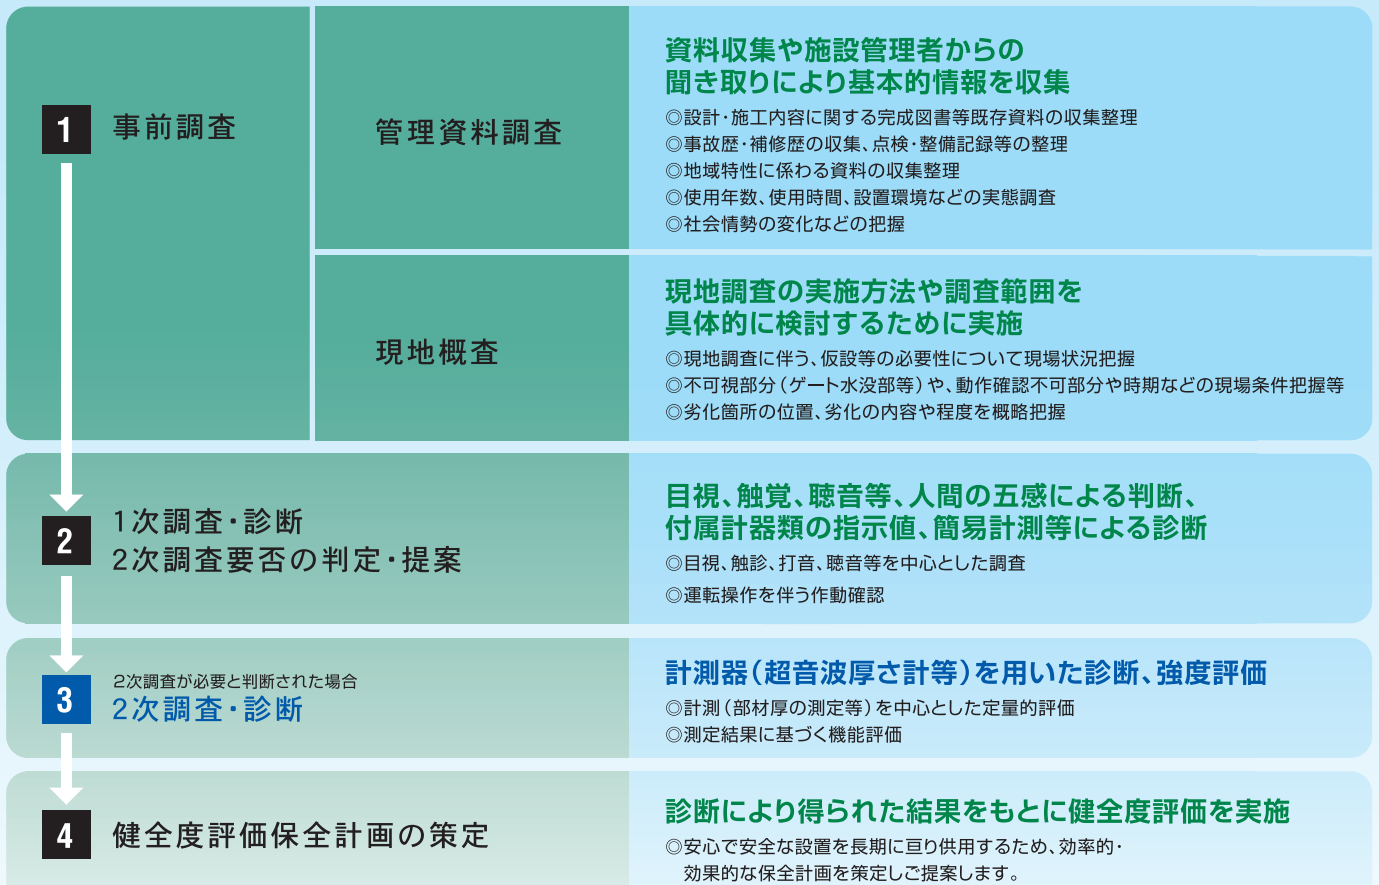 1
事前調査
管理資料調査
資料収集や施設管理者からの
聞き取りにより基本的情報を収集
◎設計・施工内容に関する完成図書等既存資料の収集整理
◎事故歴・補修歴の収集、点検・整備記録等の整理
◎地域特性に係わる資料の収集整理
◎使用年数、使用時間、設置環境などの実態調査
◎社会情勢の変化などの把握
現地概査
現地調査の実施方法や調査範囲を
具体的に検討するために実施
◎現地調査に伴う、仮設等の必要性について現場状況把握
◎不可視部分（ゲート水没部等）や、動作確認不可部分や時期などの現場条件把握等
◎劣化箇所の位置、劣化の内容や程度を概略把握
2
1次調査・診断
2次調査要否の判定・提案
目視、触覚、聴音等、人間の五感による判断、
付属計器類の指示値、簡易計測等による診断
◎目視、触診、打音、聴音等を中心とした調査
◎運転操作を伴う作動確認
3
2次調査が必要と判断された場合
2次調査・診断
計測器（超音波厚さ計等）を用いた診断、強度評価
◎計測（部材厚の測定等）を中心とした定量的評価
◎測定結果に基づく機能評価
4
健全度評価保全計画の策定
診断により得られた結果をもとに健全度評価を実施
◎安心で安全な設置を長期に亘り供用するため、効率的・
効果的な保全計画を策定しご提案します。